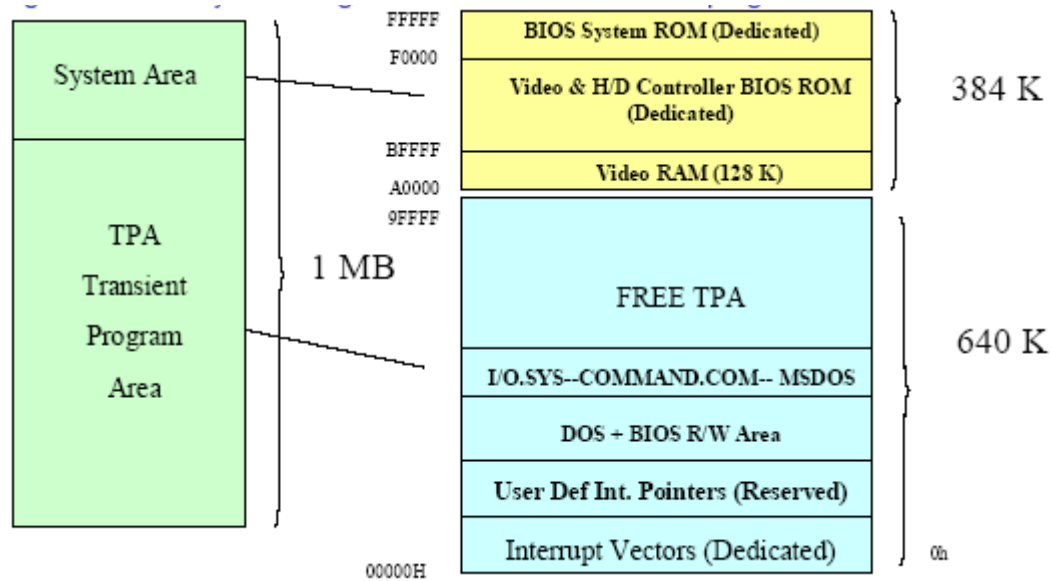 System Area
TPA
Transient
Program
Area
1 MB
FFFFF
F0000
BFFFF
A0000
9FFFF
00000H
BIOS System ROM (Dedicated)
Video & H/D Controller BIOS ROM
(Dedicated)
Video RAM (128 K)
384 K
FREE TPA
I/O.SYS--COMMAND.COM-- MSDOS
DOS + BIOS R/W Area
User Def Int. Pointers (Reserved)
Interrupt Vectors (Dedicated)
640 K
0h